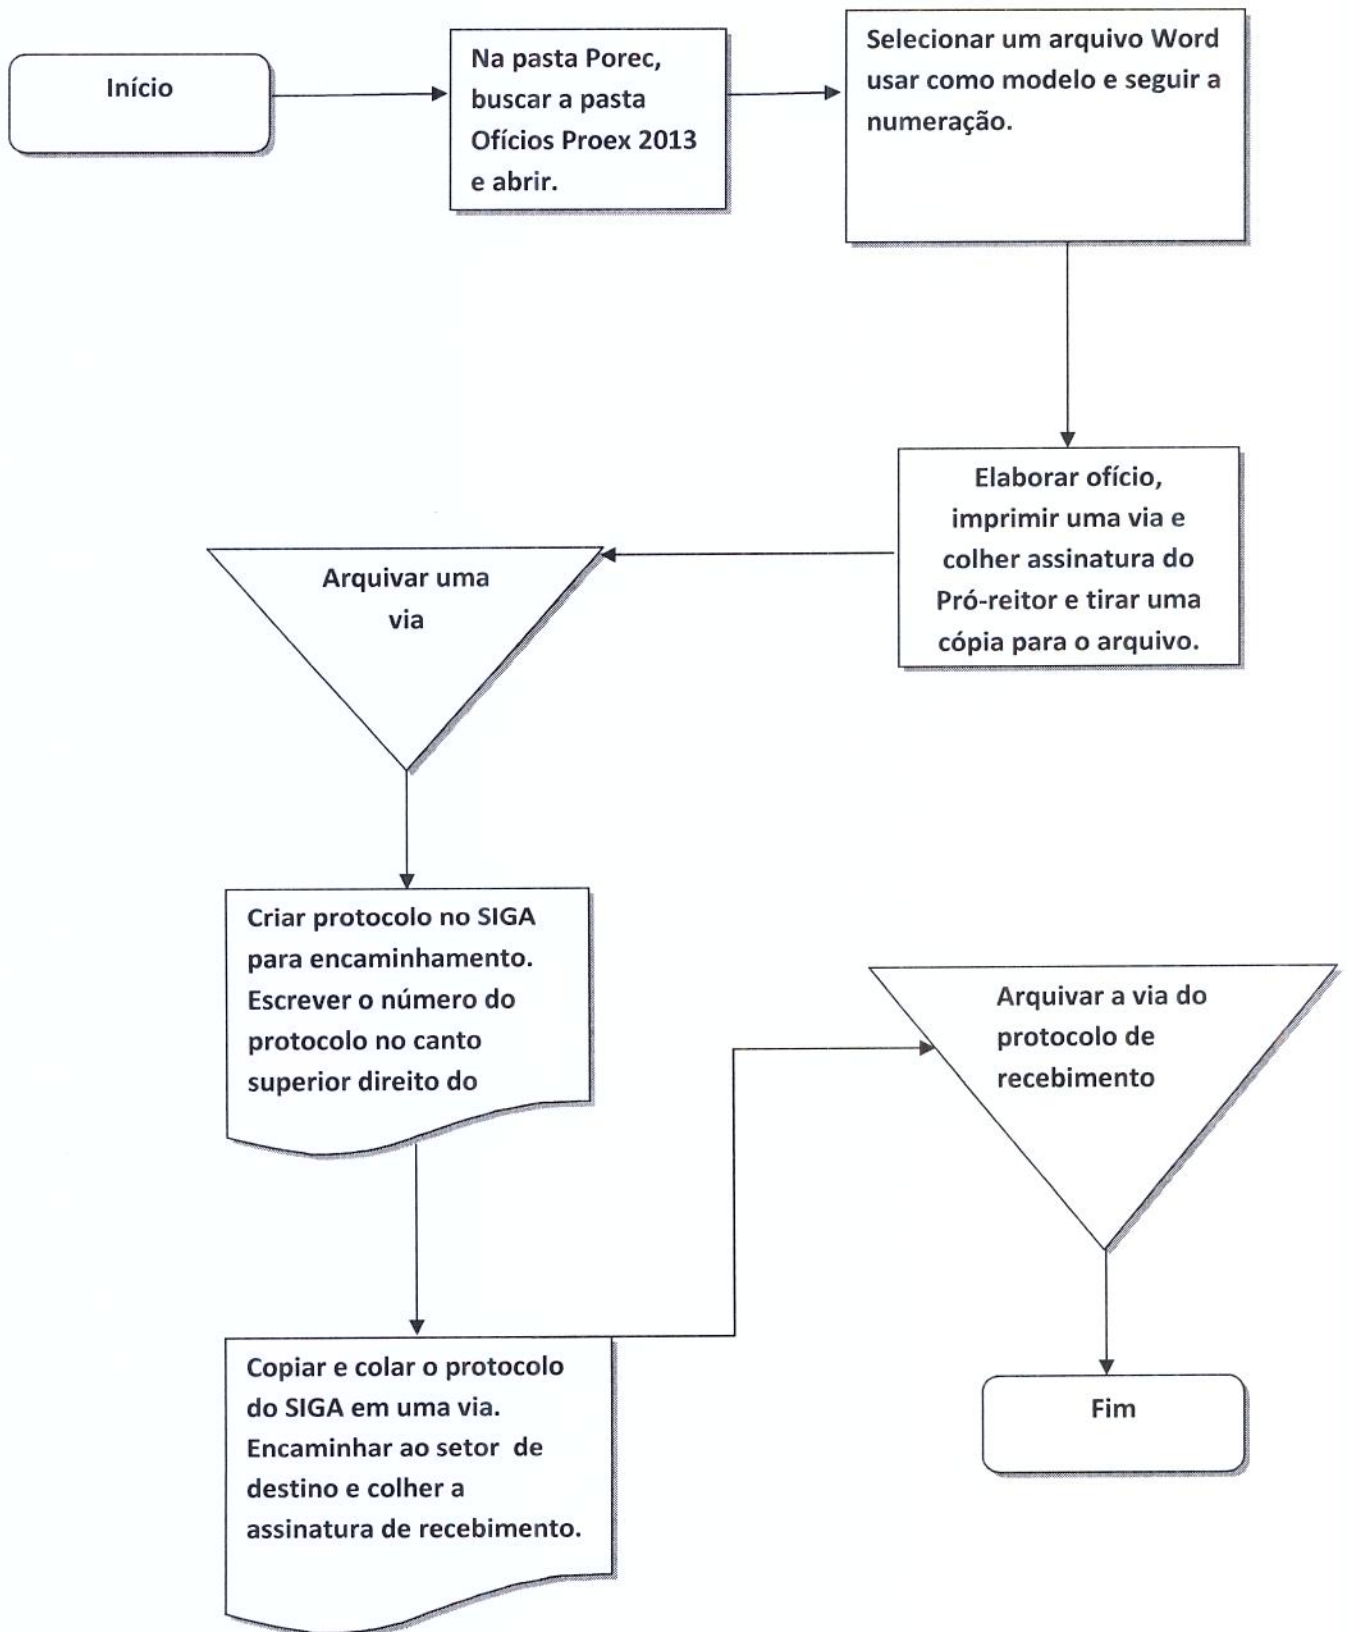 Início
Na pasta Porec,
buscar a pasta
Ofícios Proex 2013
e abrir.
Selecionar um arquivo Word
usar como modelo e seguir a
numeração.
Elaborar ofício,
imprimir uma via e
colher assinatura do
Pró-reitor e tirar uma
cópia para o arquivo.
Arquivar uma
via
Criar protocolo no SIGA
para encaminhamento.
Escrever o número do
protocolo no canto
superior direito do
Copiar e colar o protocolo
do SIGA em uma via.
Encaminhar ao setor de
destino e colher a
assinatura de recebimento.
Arquivar a via do
protocolo de
recebimento
Fim